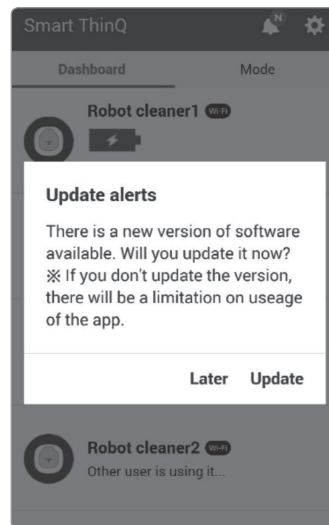 Smart ThinQ
N
Dashboard Mode
Robot cleaner1 Wi-Fi
Update alerts
There is a new version of software
available. Will you update it now?
※ If you don't update the version,
there will be a limitation on useage
of the app.
Later Update
Robot cleaner2 Wi-Fi
Other user is using it...